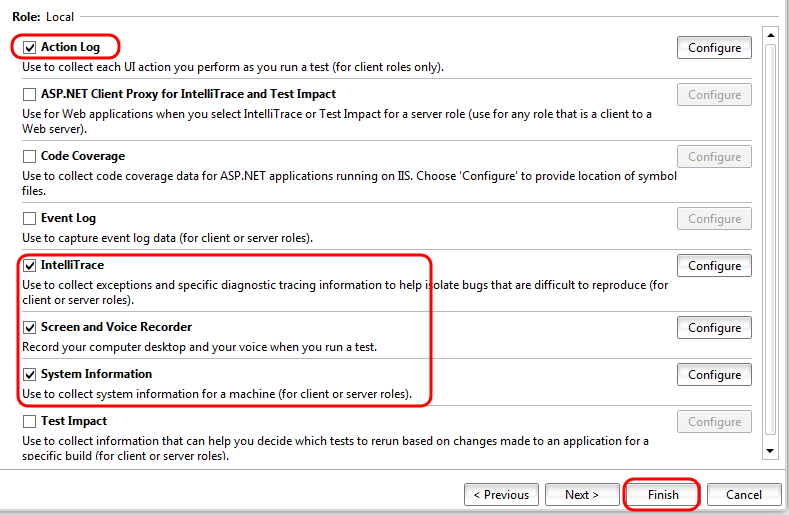 Role: Local
Action Log
Configure
Use to collect each UI action you perform as you run a test (for client roles only).
ASP.NET Client Proxy for IntelliTrace and Test Impact
Configure
Use for Web applications when you select IntelliTrace or Test Impact for a server role (use for any role that is a client to a
Web server).
Code Coverage
Configure
Use to collect code coverage data for ASP.NET applications running on IIS. Choose 'Configure' to provide location of symbol
files.
Event Log
Configure
Use to capture event log data (for client or server roles).
IntelliTrace
Configure
Use to collect exceptions and specific diagnostic tracing information to help isolate bugs that are difficult to reproduce (for
client or server roles).
Screen and Voice Recorder
Configure
Record your computer desktop and your voice when you run a test.
System Information
Configure
Use to collect system information for a machine (for client or server roles).
Test Impact
Configure
Use to collect information that can help you decide which tests to rerun based on changes made to an application for a
specific build (for client or server roles).
< Previous
Next >
Finish
Cancel